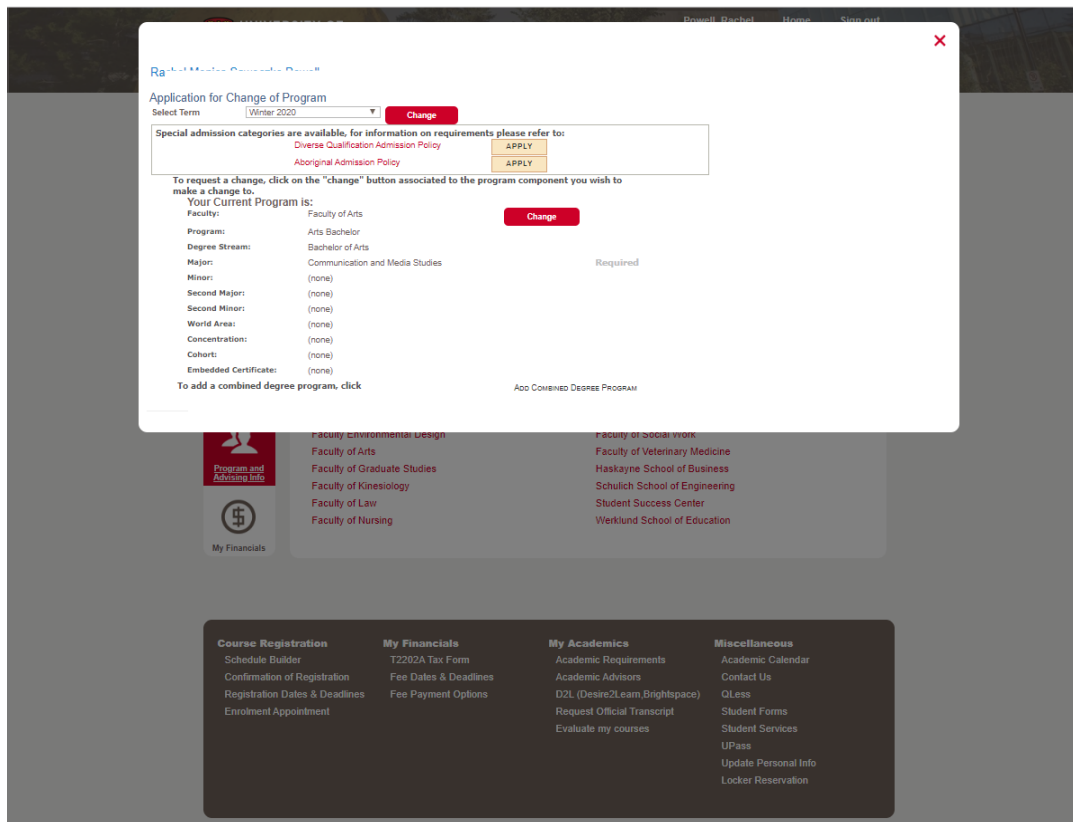 UNIVERSITY OF
Powell, Rachel Home Sign out
Application for Change of Program
Select Term Winter 2020 Change
Special admission categories are available, for information on requirements please refer to:
Diverse Qualification Admission Policy APPLY
Aboriginal Admission Policy APPLY
To request a change, click on the "change" button associated to the program component you wish to
make a change to.
Your Current Program is:
Faculty: Faculty of Arts Change
Program: Arts Bachelor
Degree Stream: Bachelor of Arts
Major: Communication and Media Studies Required
Minor: (none)
Second Major: (none)
Second Minor: (none)
World Area: (none)
Concentration: (none)
Cohort: (none)
Embedded Certificate: (none)
To add a combined degree program, click ADD COMBINED DEGREE PROGRAM
Faculty Environmental Design Faculty of Social Work
Faculty of Arts Faculty of Veterinary Medicine
Program and
Advising Info
Faculty of Graduate Studies Haskayne School of Business
Faculty of Kinesiology Schulich School of Engineering
Faculty of Law Student Success Center
Faculty of Nursing Werklund School of Education
My Financials
Course Registration My Financials My Academics Miscellaneous
Schedule Builder T2202A Tax Form Academic Requirements Academic Calendar
Confirmation of Registration Fee Dates & Deadlines Academic Advisors Contact Us
Registration Dates & Deadlines Fee Payment Options D2L (Desire2Learn,Brightspace) QLess
Enrolment Appointment Request Official Transcript Student Forms
Evaluate my courses Student Services
UPass
Update Personal Info
Locker Reservation